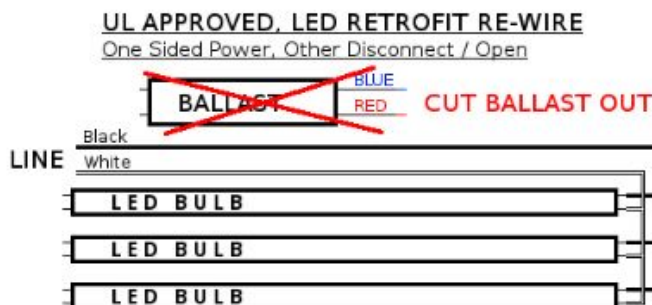 UL APPROVED, LED RETROFIT RE-WIRE
One Sided Power, Other Disconnect / Open
BLUE
BALLAST
RED
CUT BALLAST OUT
Black
LINE
White
LED BULB
LED BULB
LED BULB